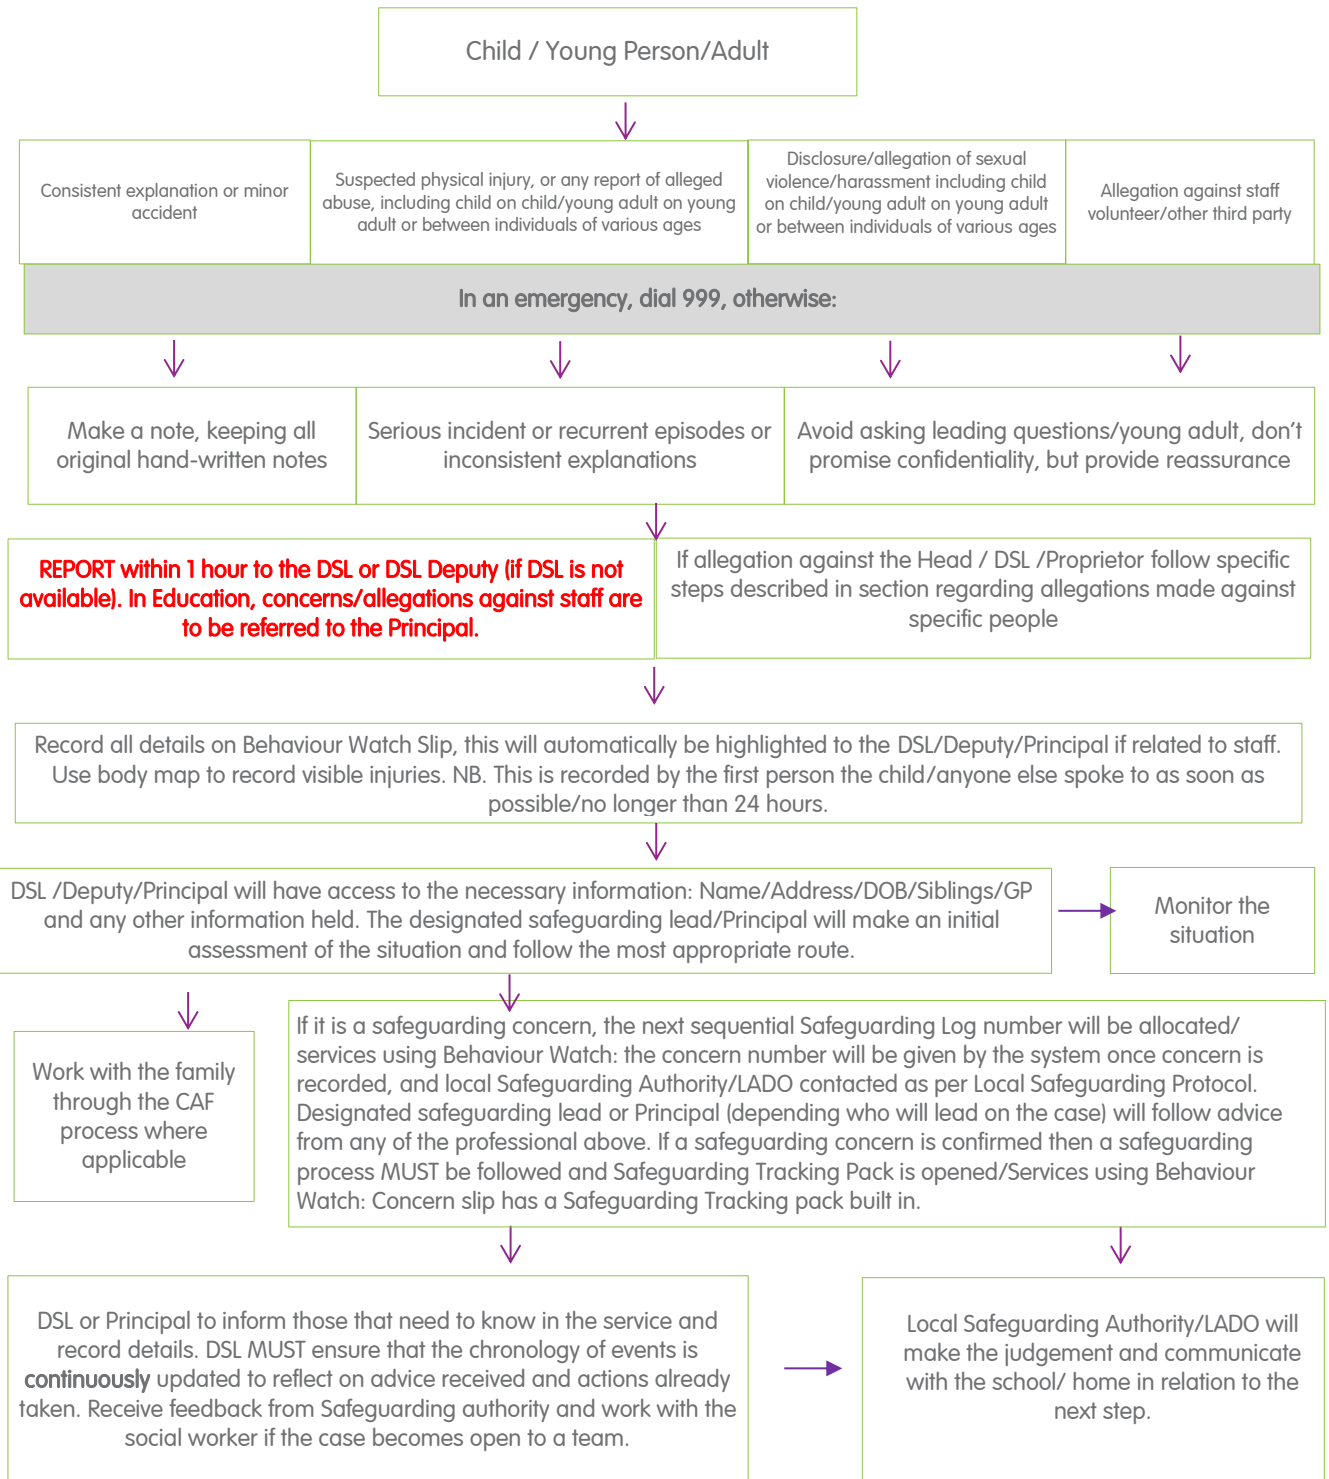 Child / Young Person/Adult
Consistent explanation or minor
accident
Suspected physical injury, or any report of alleged
abuse, including child on child/young adult on young
adult or between individuals of various ages
Disclosure/allegation of sexual
violence/harassment including child
on child/young adult on young adult
or between individuals of various ages
Allegation against staff
volunteer/other third party
In an emergency, dial 999, otherwise:
Make a note, keeping all
original hand-written notes
Serious incident or recurrent episodes or
inconsistent explanations
Avoid asking leading questions/young adult, don't
promise confidentiality, but provide reassurance
REPORT within 1 hour to the DSL or DSL Deputy (if DSL is not
available). In Education, concerns/allegations against staff are
to be referred to the Principal.
If allegation against the Head / DSL /Proprietor follow specific
steps described in section regarding allegations made against
specific people
Record all details on Behaviour Watch Slip, this will automatically be highlighted to the DSL/Deputy/Principal if related to staff.
Use body map to record visible injuries. NB. This is recorded by the first person the child/anyone else spoke to as soon as
possible/no longer than 24 hours.
DSL /Deputy/Principal will have access to the necessary information: Name/Address/DOB/Siblings/GP
and any other information held. The designated safeguarding lead/Principal will make an initial
assessment of the situation and follow the most appropriate route.
Monitor the
situation
Work with the family
through the CAF
process where
applicable
If it is a safeguarding concern, the next sequential Safeguarding Log number will be allocated/
services using Behaviour Watch: the concern number will be given by the system once concern is
recorded, and local Safeguarding Authority/LADO contacted as per Local Safeguarding Protocol.
Designated safeguarding lead or Principal (depending who will lead on the case) will follow advice
from any of the professional above. If a safeguarding concern is confirmed then a safeguarding
process MUST be followed and Safeguarding Tracking Pack is opened/Services using Behaviour
Watch: Concern slip has a Safeguarding Tracking pack built in.
DSL or Principal to inform those that need to know in the service and
record details. DSL MUST ensure that the chronology of events is
continuously updated to reflect on advice received and actions already
taken. Receive feedback from Safeguarding authority and work with the
social worker if the case becomes open to a team.
Local Safeguarding Authority/LADO will
make the judgement and communicate
with the school/ home in relation to the
next step.